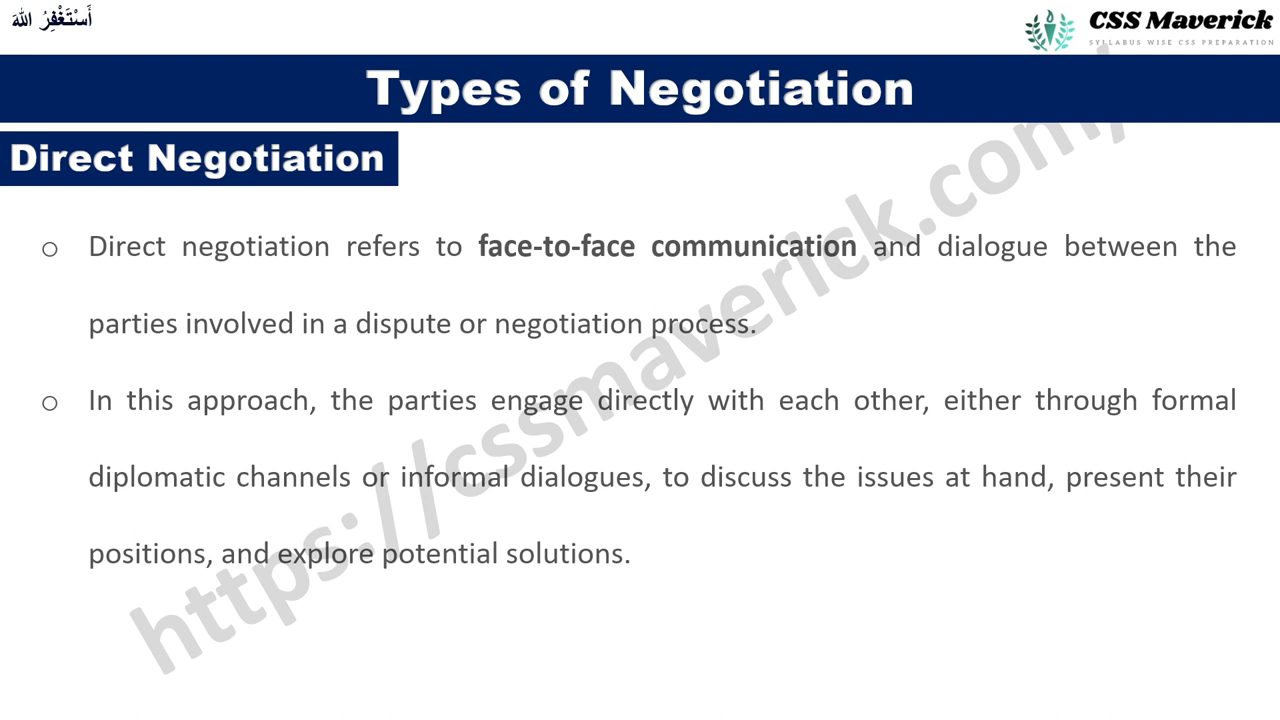 أَسْتَغْفِرُ اللهَ
CSS Maverick
SYLLABUS WISE CSS PREPARATION
Types of Negotiation
Direct Negotiation
o Direct negotiation refers to face-to-face communication and dialogue between the
parties involved in a dispute or negotiation process.
o In this approach, the parties engage directly with each other, either through formal
diplomatic channels or informal dialogues, to discuss the issues at hand, present their
positions, and explore potential solutions.
https://cssmaverick.com/